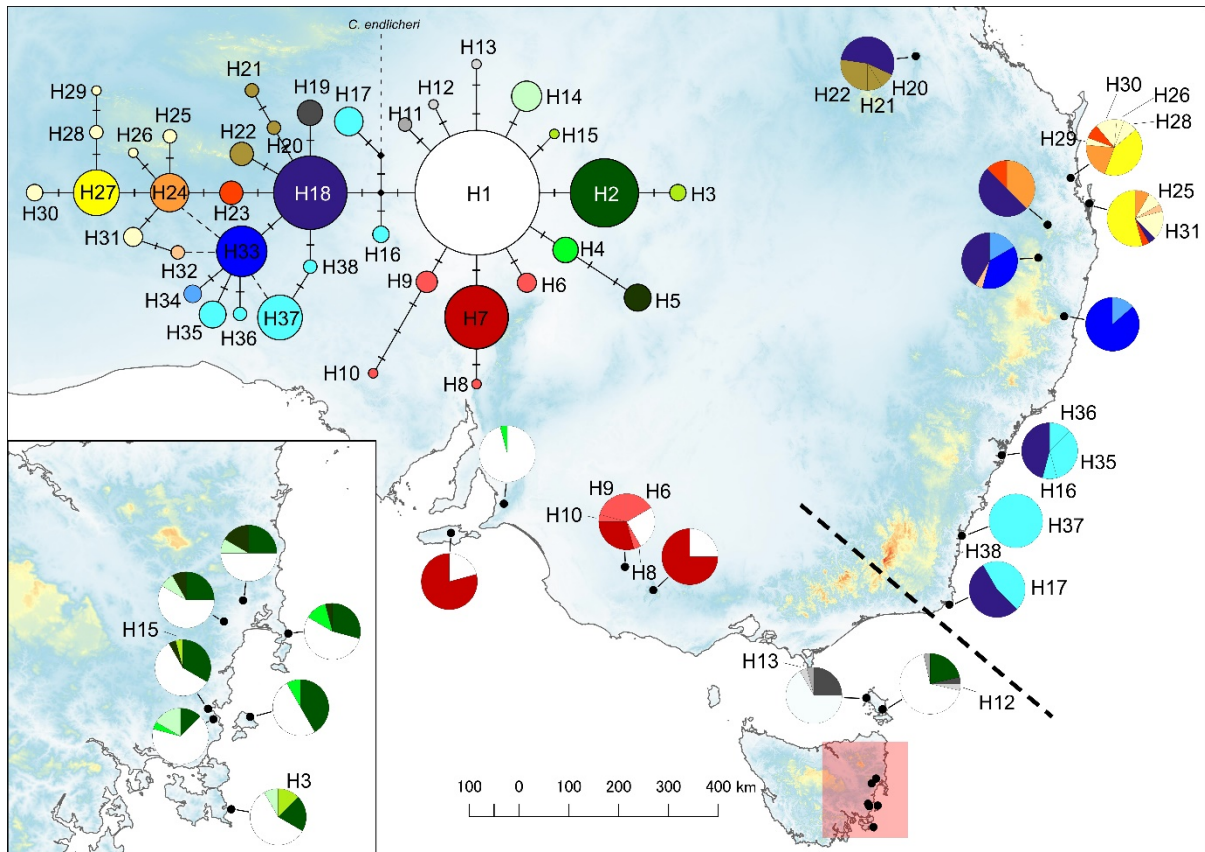 C. endlicheri
H13
H29
H21
H19
H17
H12
H11
H14
H28
H25
H26
H22
H20
H15
H30
H27
H24
H23
H18
H1
H2
H3
H31
H33
H16
H4
H32
H38
H9
H6
H5
H34
H35
H36
H37
H7
H10
H8
H22
H21
H20
H30
H26
H28
H29
H25
H31
H36
H35
H16
H37
H38
H17
H9
H6
H10
H8
H13
H12
H15
H3
100 0 100 200 300 400 km